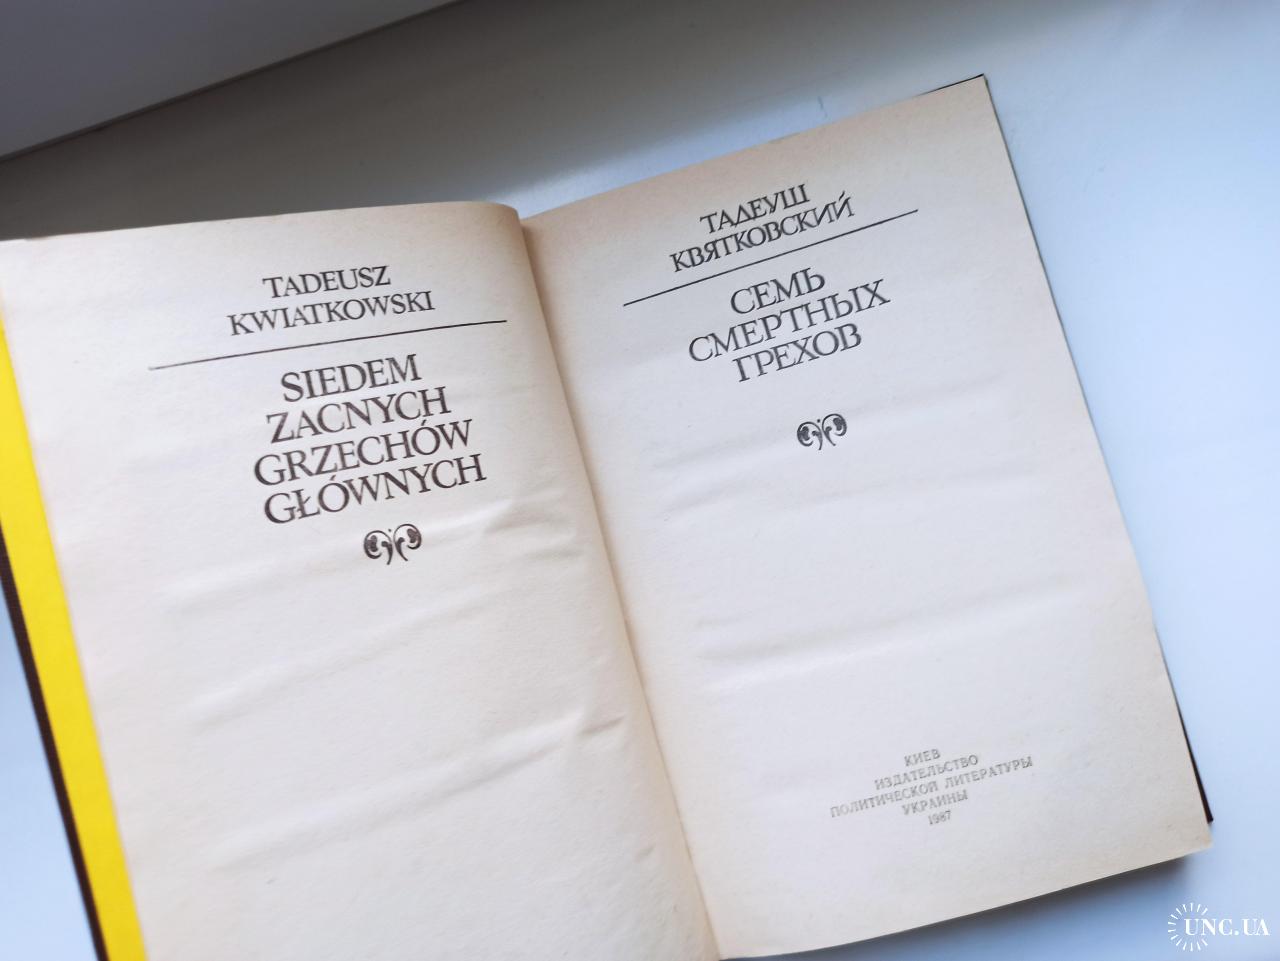 TADEUSZ
KWIATKOWSKI
SIEDEM
ZACNYCH
GRZECHÓW
GŁÓWNYCH
ТАДЕУШ
КВЯТКОВСКИЙ
СЕМЬ
СМЕРТНЫХ
ГРЕХОВ
КИЕВ
ИЗДАТЕЛЬСТВО
ПОЛИТИЧЕСКОЙ ЛИТЕРАТУРЫ
УКРАИНЫ
1987
UNC.UA